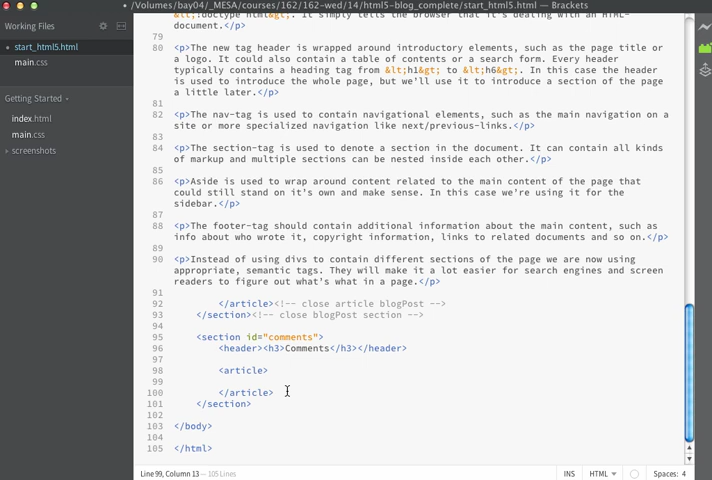 • /Volumes/bay04/_MESA/courses/162/162-wed/14/html5-blog_complete/start_html5.html — Brackets
Working Files
• start_html5.html
main.css
Getting Started
index.html
main.css
screenshots
&lt;!doctype html&gt;. It simply tells the browser that it's dealing with an HTML-
document.</p>
79
80 <p>The new tag header is wrapped around introductory elements, such as the page title or
a logo. It could also contain a table of contents or a search form. Every header
typically contains a heading tag from &lt;h1&gt; to &lt;h6&gt;. In this case the header
is used to introduce the whole page, but we'll use it to introduce a section of the page
a little later.</p>
81
82 <p>The nav-tag is used to contain navigational elements, such as the main navigation on a
site or more specialized navigation like next/previous-links.</p>
83
84 <p>The section-tag is used to denote a section in the document. It can contain all kinds
of markup and multiple sections can be nested inside each other.</p>
85
86 <p>Aside is used to wrap around content related to the main content of the page that
could still stand on it's own and make sense. In this case we're using it for the
sidebar.</p>
87
88 <p>The footer-tag should contain additional information about the main content, such as
info about who wrote it, copyright information, links to related documents and so on.</p>
89
90 <p>Instead of using divs to contain different sections of the page we are now using
appropriate, semantic tags. They will make it a lot easier for search engines and screen
readers to figure out what's what in a page.</p>
91
92 </article><!-- close article blogPost -->
93 </section><!-- close blogPost section -->
94
95 <section id="comments">
96 <header><h3>Comments</h3></header>
97
98 <article>
99
100 </article>
101 </section>
102
103 </body>
104
105 </html>
Line 99, Column 13 — 105 Lines
INS
HTML
Spaces: 4